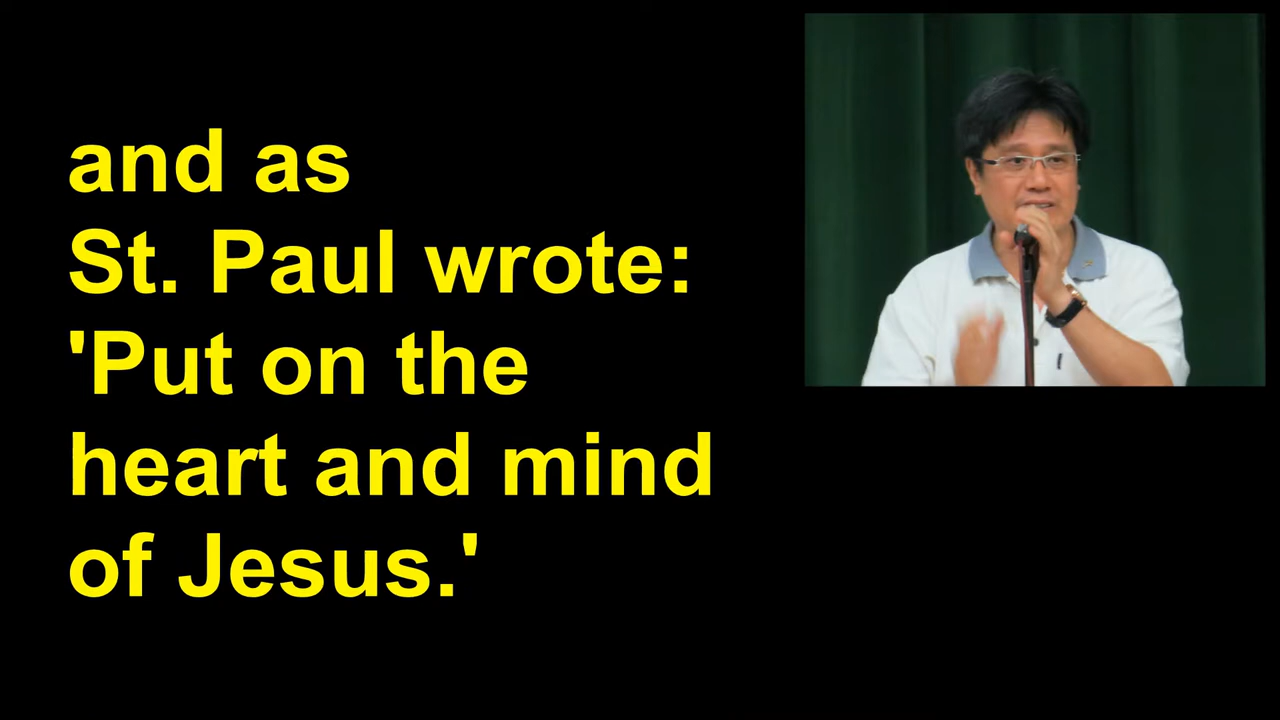 and as
St. Paul wrote:
'Put on the
heart and mind
of Jesus.'